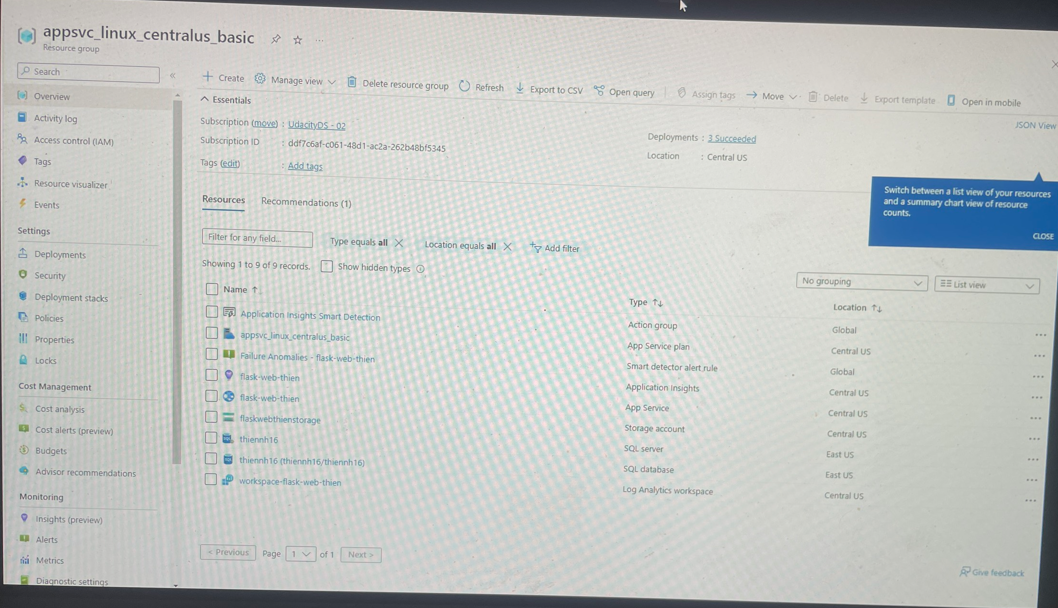 appsvc_linux_centralus_basic
Resource group
Search
«
Overview
Activity log
Access control (IAM)
Tags
Resource visualizer
Events
Settings
Deployments
Security
Deployment stacks
Policies
Properties
Locks
Cost Management
Cost analysis
Cost alerts (preview)
Budgets
Advisor recommendations
Monitoring
Insights (preview)
Alerts
Metrics
Diagnostic settings
+ Create Manage view Delete resource group Refresh Export to CSV Open query Assign tags Move Delete Export template Open in mobile
Essentials
JSON View
Subscription (move) : UdacityDS - 02
Subscription ID : ddf7c6af-c061-48d1-ac2a-262b48bf5345
Tags (edit) : Add tags
Deployments : 3 Succeeded
Location : Central US
Switch between a list view of your resources
and a summary chart view of resource
counts.
CLOSE
Resources Recommendations (1)
Filter for any field... Type equals all Location equals all Add filter
Showing 1 to 9 of 9 records. Show hidden types
No grouping List view
Name ↑ Type ↑↓ Location ↑↓
Application Insights Smart Detection Action group Global
appsvc_linux_centralus_basic App Service plan Central US
Failure Anomalies - flask-web-thien Smart detector alert rule Global
flask-web-thien Application Insights Central US
flask-web-thien App Service Central US
flaskwebthienstorage Storage account Central US
thiennh16 SQL server East US
thiennh16 (thiennh16/thiennh16) SQL database East US
workspace-flask-web-thien Log Analytics workspace Central US
< Previous Page 1 of 1 Next >
Give feedback